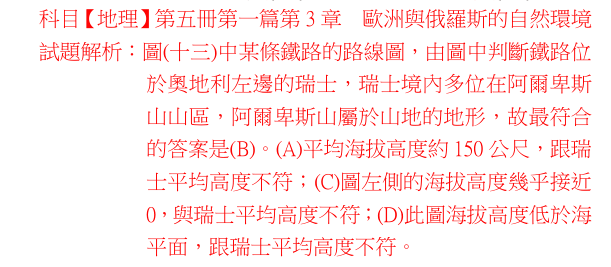 科目【地理】第五冊第一篇第 3 章　歐洲與俄羅斯的自然環境
試題解析：圖(十三)中某條鐵路的路線圖，由圖中判斷鐵路位
於奧地利左邊的瑞士，瑞士境內多位在阿爾卑斯
山山區，阿爾卑斯山屬於山地的地形，故最符合
的答案是(B)。(A)平均海拔高度約 150 公尺，跟瑞
士平均高度不符；(C)圖左側的海拔高度幾乎接近
0，與瑞士平均高度不符；(D)此圖海拔高度低於海
平面，跟瑞士平均高度不符。